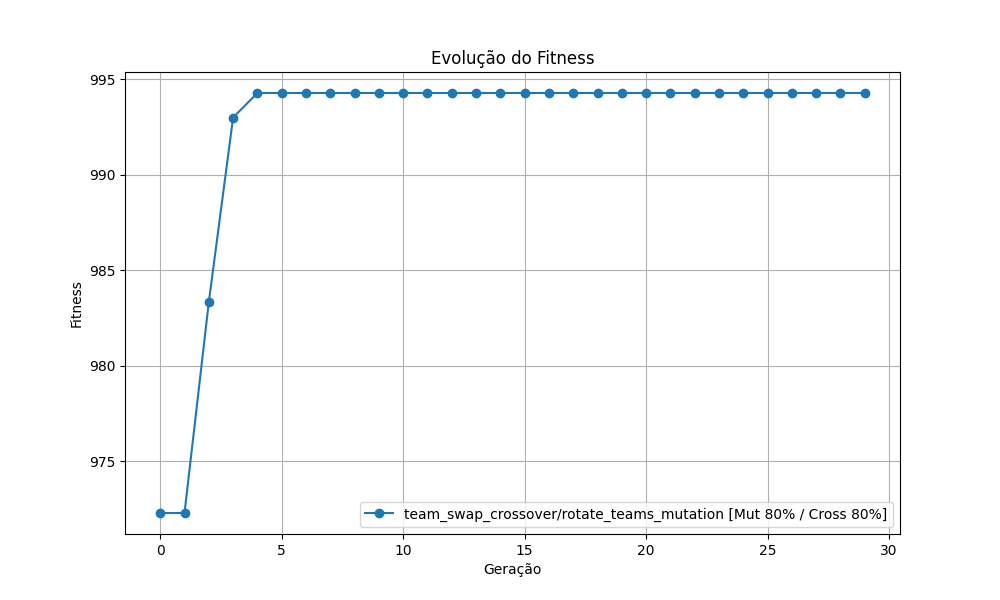 Evolução do Fitness
Fitness
995
990
985
980
975
team_swap_crossover/rotate_teams_mutation [Mut 80% / Cross 80%]
0 5 10 15 20 25 30
Geração